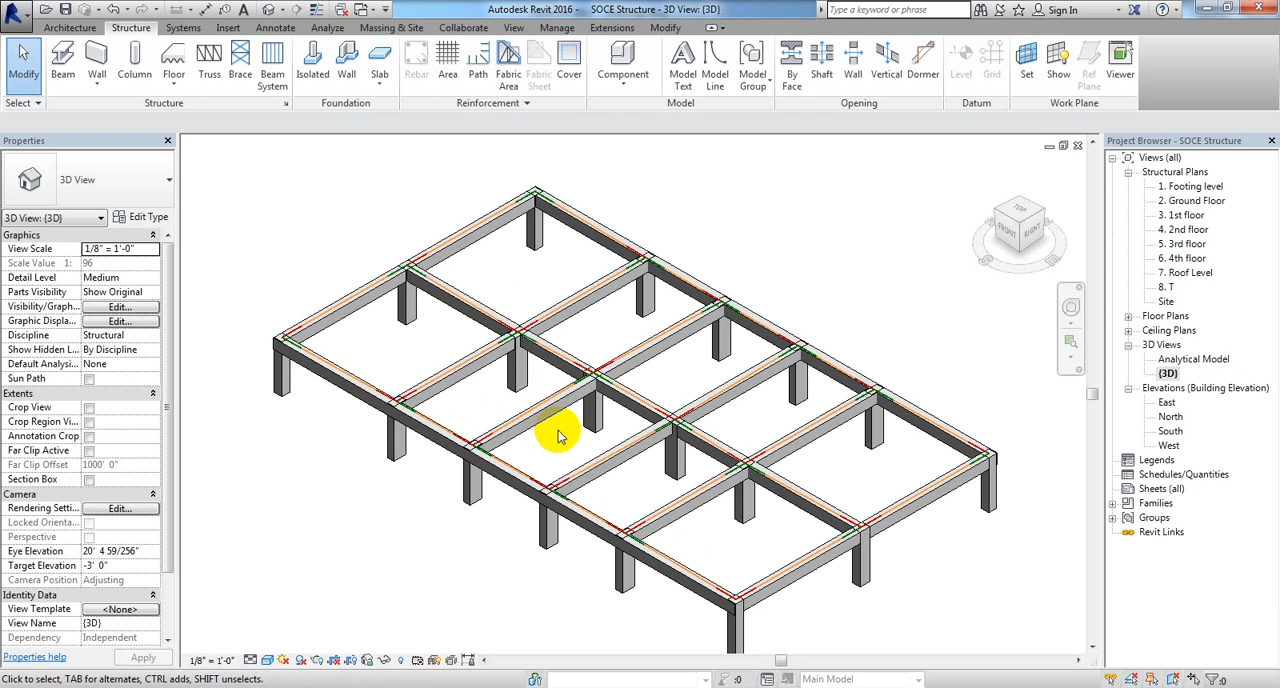 Autodesk Revit 2016 - SOCE Structure - 3D View: {3D}
Type a keyword or phrase
Sign In
Architecture Structure Systems Insert Annotate Analyze Massing & Site Collaborate View Manage Extensions Modify
Modify Beam Wall Column Floor Truss Brace Beam System Isolated Wall Slab Rebar Area Path Fabric Area Fabric Sheet Cover Component Model Text Model Line Model Group By Face Shaft Wall Vertical Dormer Level Grid Set Show Ref Plane Viewer
Select Structure Foundation Reinforcement Model Opening Datum Work Plane
Properties
3D View
3D View: {3D} Edit Type
Graphics
View Scale 1/8" = 1'-0"
Scale Value 1: 96
Detail Level Medium
Parts Visibility Show Original
Visibility/Graph... Edit...
Graphic Displa... Edit...
Discipline Structural
Show Hidden L... By Discipline
Default Analysi... None
Sun Path
Extents
Crop View
Crop Region Vi...
Annotation Crop
Far Clip Active
Far Clip Offset 1000' 0"
Section Box
Camera
Rendering Setti... Edit...
Locked Orienta...
Perspective
Eye Elevation 20' 4 59/256"
Target Elevation -3' 0"
Camera Position Adjusting
Identity Data
View Template <None>
View Name {3D}
Dependency Independent
Properties help Apply
TOP
FRONT
RIGHT
Project Browser - SOCE Structure
Views (all)
Structural Plans
1. Footing level
2. Ground Floor
3. 1st floor
4. 2nd floor
5. 3rd floor
6. 4th floor
7. Roof Level
8. T
Site
Floor Plans
Ceiling Plans
3D Views
Analytical Model
{3D}
Elevations (Building Elevation)
East
North
South
West
Legends
Schedules/Quantities
Sheets (all)
Families
Groups
Revit Links
1/8" = 1'-0"
Click to select, TAB for alternates, CTRL adds, SHIFT unselects.
:0
Main Model
:0